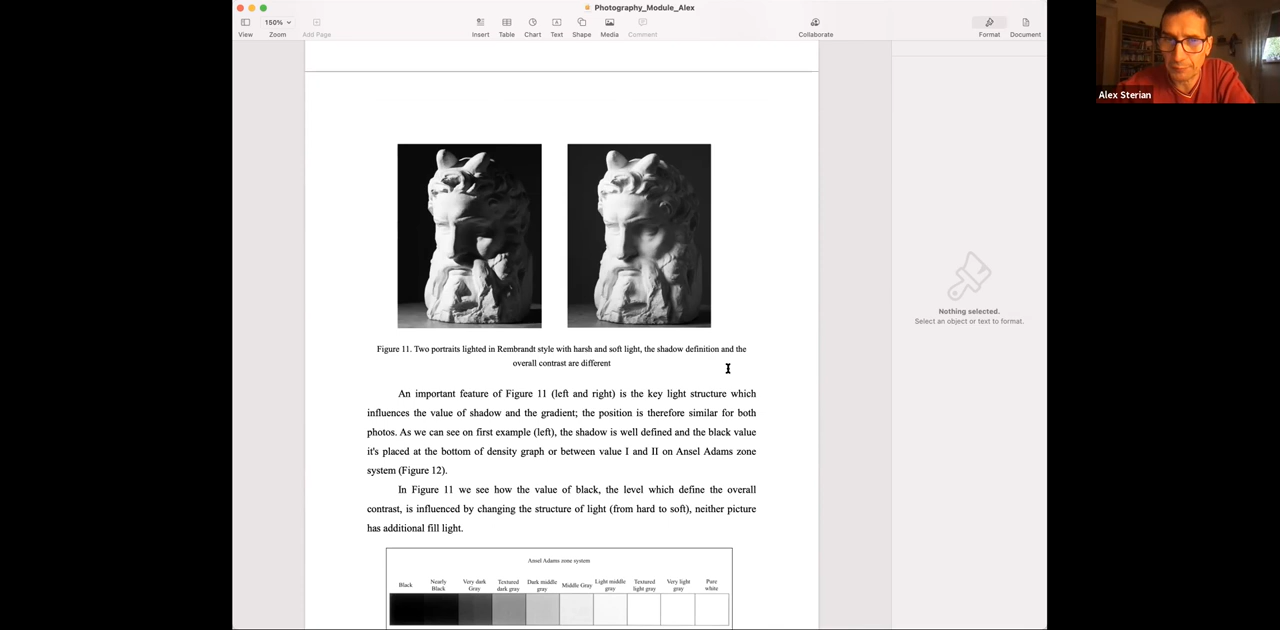 Photography_Module_Alex
150%
View
Zoom
Add Page
Insert
Table
Chart
Text
Shape
Media
Comment
Collaborate
Format
Document
Alex Sterian
Nothing selected.
Select an object or text to format.
Figure 11. Two portraits lighted in Rembrandt style with harsh and soft light, the shadow definition and the
overall contrast are different
An important feature of Figure 11 (left and right) is the key light structure which
influences the value of shadow and the gradient; the position is therefore similar for both
photos. As we can see on first example (left), the shadow is well defined and the black value
it's placed at the bottom of density graph or between value I and II on Ansel Adams zone
system (Figure 12).
In Figure 11 we see how the value of black, the level which define the overall
contrast, is influenced by changing the structure of light (from hard to soft), neither picture
has additional fill light.
Ansel Adams zone system
Black
Nearly
Black
Very dark
Gray
Textured
dark gray
Dark middle
gray
Middle Gray
Light middle
gray
Textured
light gray
Very light
gray
Pure
white